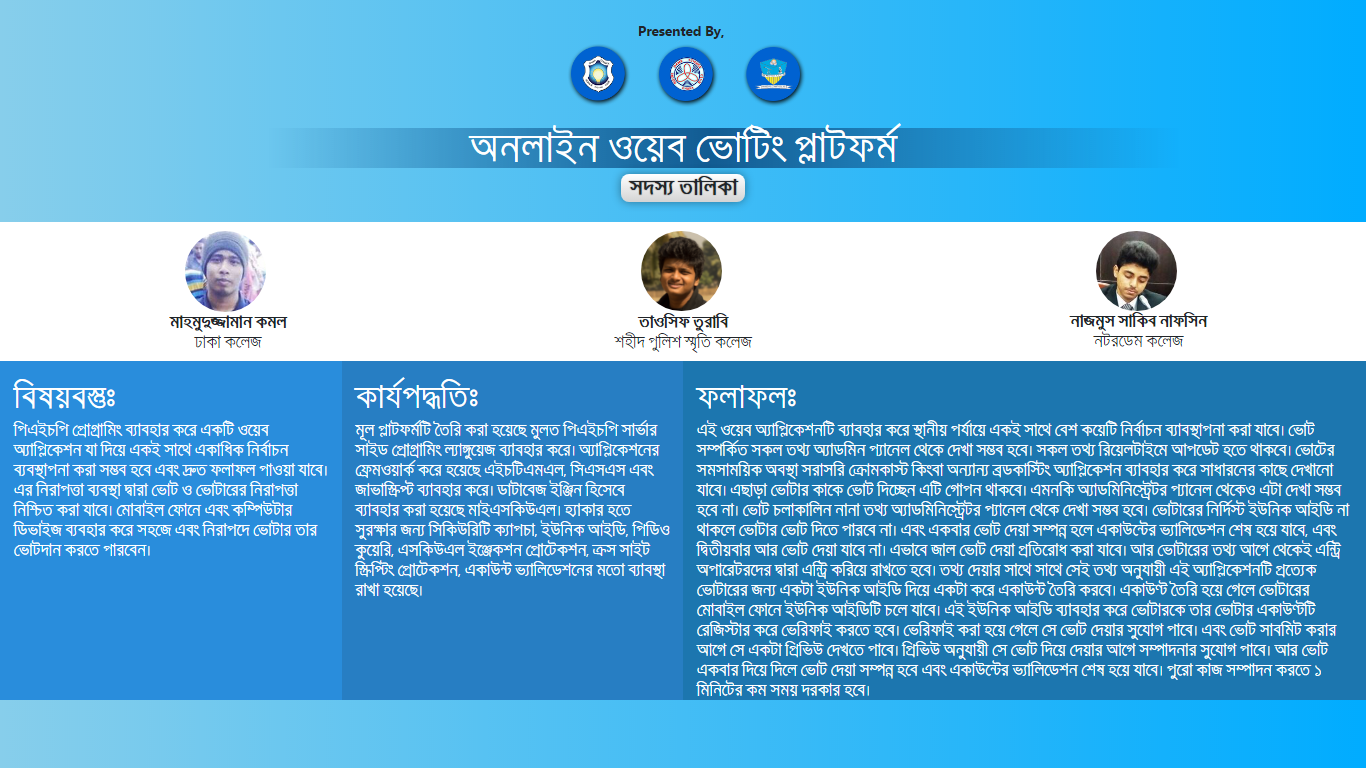 Presented By,
অনলাইন ওয়েব ভোটিং প্লাটফর্ম
সদস্য তালিকা
মাহমুদুজ্জামান কমল
ঢাকা কলেজ
তাওসিফ তুরাবি
শহীদ পুলিশ স্মৃতি কলেজ
নাজমুস সাকিব নাফসিন
নটরডেম কলেজ
বিষয়বস্তুঃ
পিএইচপি প্রোগ্রামিং ব্যাবহার করে একটি ওয়েব
অ্যাপ্লিকেশন যা দিয়ে একই সাথে একাধিক নির্বাচন
ব্যবস্থাপনা করা সম্ভব হবে এবং দ্রুত ফলাফল পাওয়া যাবে।
এর নিরাপত্তা ব্যবস্থা দ্বারা ভোট ও ভোটারের নিরাপত্তা
নিশ্চিত করা যাবে। মোবাইল ফোনে এবং কম্পিউটার
ডিভাইজ ব্যবহার করে সহজে এবং নিরাপদে ভোটার তার
ভোটদান করতে পারবেন।
কার্যপদ্ধতিঃ
মূল প্লাটফর্মটি তৈরি করা হয়েছে মুলত পিএইচপি সার্ভার
সাইড প্রোগ্রামিং ল্যাঙ্গুয়েজ ব্যাবহার করে। অ্যাপ্লিকেশনের
ফ্রেমওয়ার্ক করে হয়েছে এইচটিএমএল, সিএসএস এবং
জাভাস্ক্রিপ্ট ব্যাবহার করে। ডাটাবেজ ইঞ্জিন হিসেবে
ব্যাবহার করা হয়েছে মাইএসকিউএল। হ্যাকার হতে
সুরক্ষার জন্য সিকিউরিটি ক্যাপচা, ইউনিক আইডি, পিডিও
কুয়েরি, এসকিউএল ইঞ্জেকশন প্রোটেকশন, ক্রস সাইট
স্ক্রিপ্টিং প্রোটেকশন, একাউন্ট ভ্যালিডেশনের মতো ব্যাবস্থা
রাখা হয়েছে।
ফলাফলঃ
এই ওয়েব অ্যাপ্লিকেশনটি ব্যাবহার করে স্থানীয় পর্যায়ে একই সাথে বেশ কয়েটি নির্বাচন ব্যাবস্থাপনা করা যাবে। ভোট
সম্পর্কিত সকল তথ্য অ্যাডমিন প্যানেল থেকে দেখা সম্ভব হবে। সকল তথ্য রিয়েলটাইমে আপডেট হতে থাকবে। ভোটের
সমসাময়িক অবস্থা সরাসরি ক্রোমকাস্ট কিংবা অন্যান্য ব্রডকাস্টিং অ্যাপ্লিকেশন ব্যাবহার করে সাধারনের কাছে দেখানো
যাবে। এছাড়া ভোটার কাকে ভোট দিচ্ছেন এটি গোপন থাকবে। এমনকি অ্যাডমিনিস্ট্রেটর প্যানেল থেকেও এটা দেখা সম্ভব
হবে না। ভোট চলাকালিন নানা তথ্য অ্যাডমিনিস্ট্রেটর প্যানেল থেকে দেখা সম্ভব হবে। ভোটারের নির্দিস্ট ইউনিক আইডি না
থাকলে ভোটার ভোট দিতে পারবে না। এবং একবার ভোট দেয়া সম্পন্ন হলে একাউন্টের ভ্যালিডেশন শেষ হয়ে যাবে, এবং
দ্বিতীয়বার আর ভোট দেয়া যাবে না। এভাবে জাল ভোট দেয়া প্রতিরোধ করা যাবে। আর ভোটারের তথ্য আগে থেকেই এন্ট্রি
অপারেটরদের দ্বারা এন্ট্রি করিয়ে রাখতে হবে। তথ্য দেয়ার সাথে সাথে সেই তথ্য অনুযায়ী এই অ্যাপ্লিকেশনটি প্রত্যেক
ভোটারের জন্য একটা ইউনিক আইডি দিয়ে একটা করে একাউন্ট তৈরি করবে। একাউন্ট তৈরি হয়ে গেলে ভোটারের
মোবাইল ফোনে ইউনিক আইডিটি চলে যাবে। এই ইউনিক আইডি ব্যাবহার করে ভোটারকে তার ভোটার একাউন্টটি
রেজিস্টার করে ভেরিফাই করতে হবে। ভেরিফাই করা হয়ে গেলে সে ভোট দেয়ার সুযোগ পাবে। এবং ভোট সাবমিট করার
আগে সে একটা প্রিভিউ দেখতে পাবে। প্রিভিউ অনুযায়ী সে ভোট দিয়ে দেয়ার আগে সম্পাদনার সুযোগ পাবে। আর ভোট
একবার দিয়ে দিলে ভোট দেয়া সম্পন্ন হবে এবং একাউন্টের ভ্যালিডেশন শেষ হয়ে যাবে। পুরো কাজ সম্পাদন করতে ১
মিনিটের কম সময় দরকার হবে।